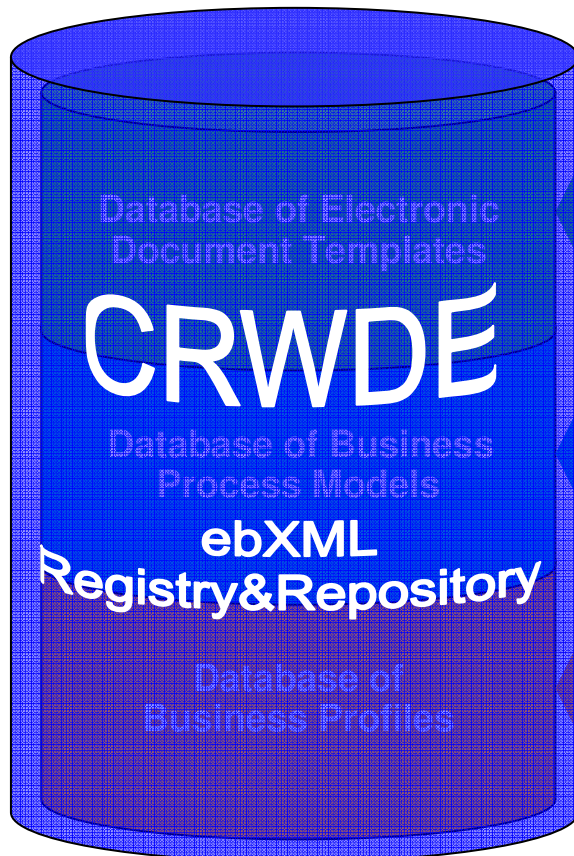 Database of Electronic
Document Templates
CRWDE
Database of Business
Process Models
ebXML
Registry&Repository
Database of
Business Profiles